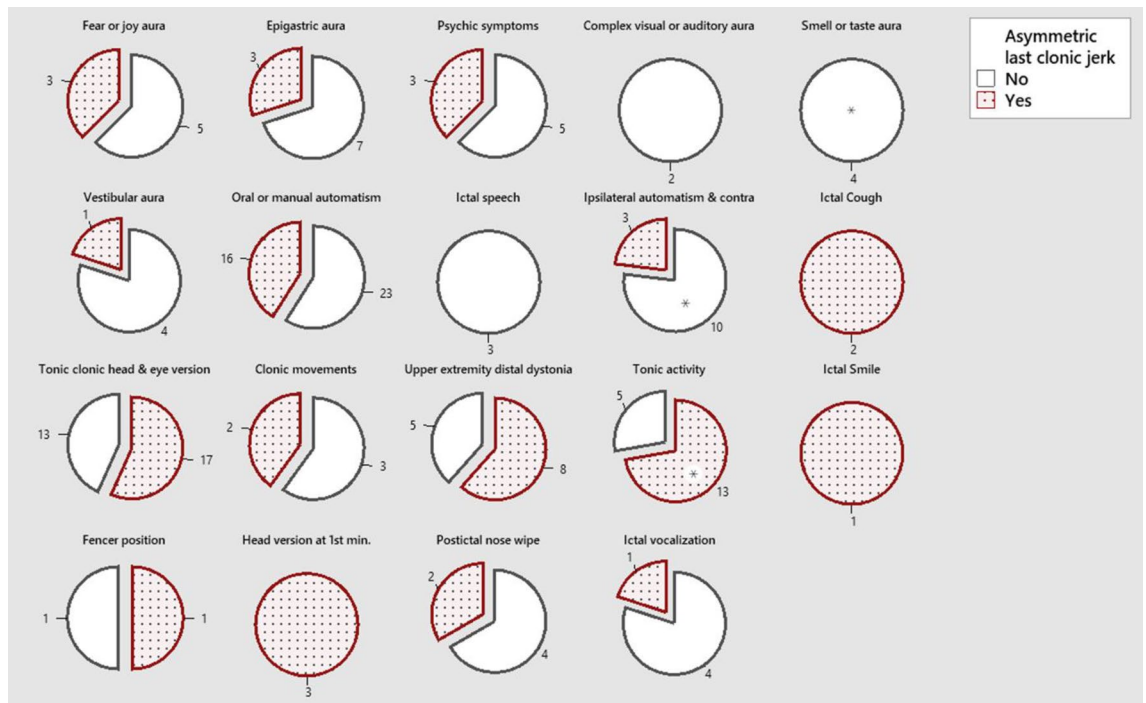 Fear or joy aura
3
5
Epigastric aura
3
7
Psychic symptoms
3
5
Complex visual or auditory aura
2
Smell or taste aura
*
4
Asymmetric
last clonic jerk
No
Yes
Vestibular aura
1
4
Oral or manual automatism
16
23
Ictal speech
3
Ipsilateral automatism & contra
3
*
10
Ictal Cough
2
Tonic clonic head & eye version
13
17
Clonic movements
2
3
Upper extremity distal dystonia
5
8
Tonic activity
5
*
13
Ictal Smile
1
Fencer position
1
1
Head version at 1st min.
3
Postictal nose wipe
2
4
Ictal vocalization
1
4